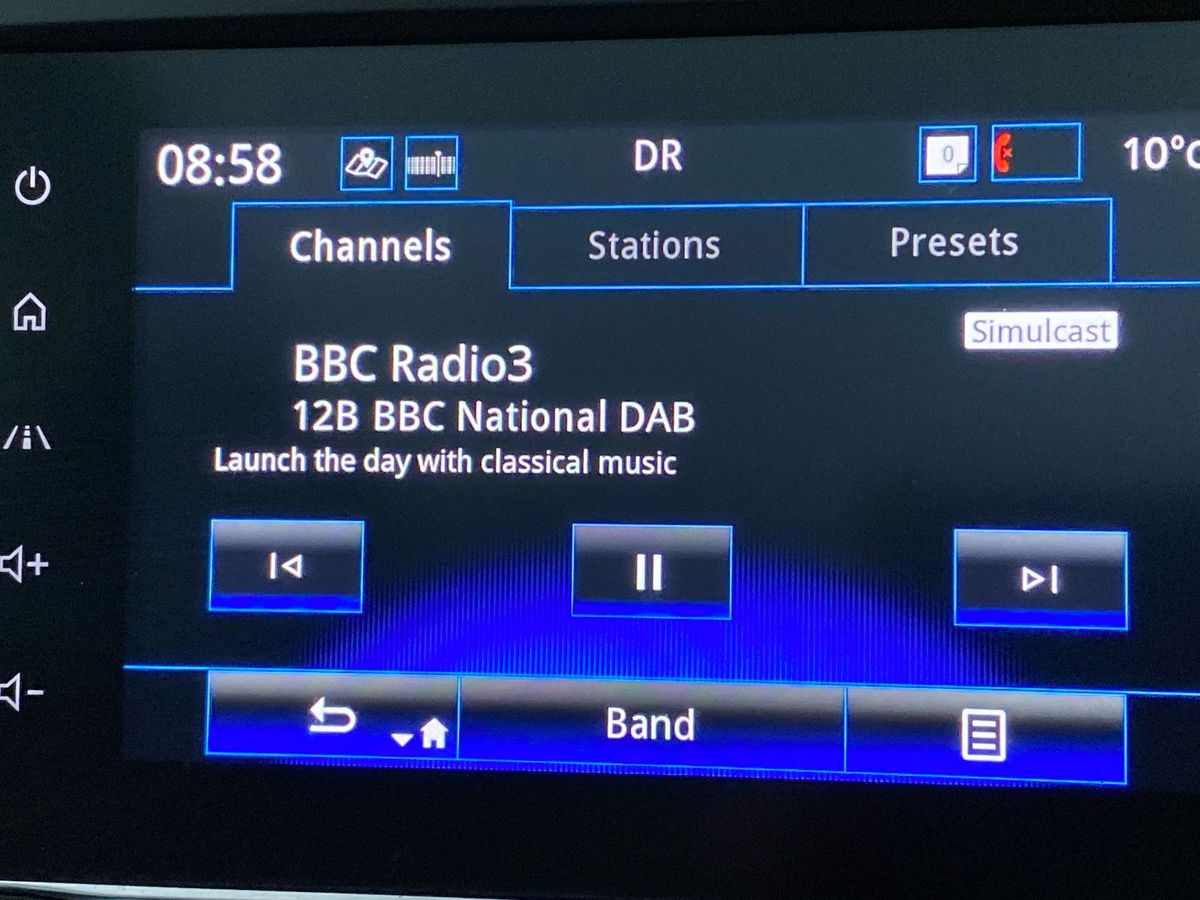 08:58 DR 0 10°C
Channels Stations Presets
Simulcast
BBC Radio3
12B BBC National DAB
Launch the day with classical music
Band